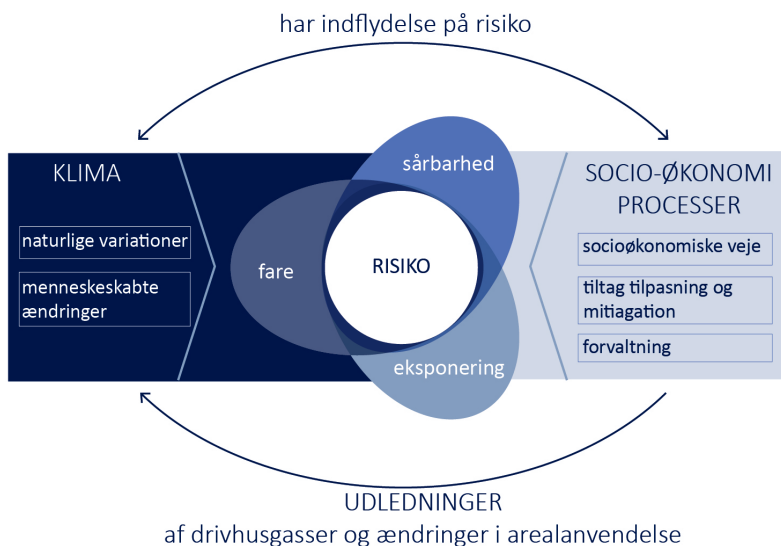 har indflydelse på risiko
KLIMA
naturlige variationer
menneskeskabte
ændringer
fare
sårbarhed
RISIKO
eksponering
SOCIO-ØKONOMI
PROCESSER
socioøkonomiske veje
tiltag tilpasning og
mitiagation
forvaltning
UDLEDNINGER
af drivhusgasser og ændringer i arealanvendelse